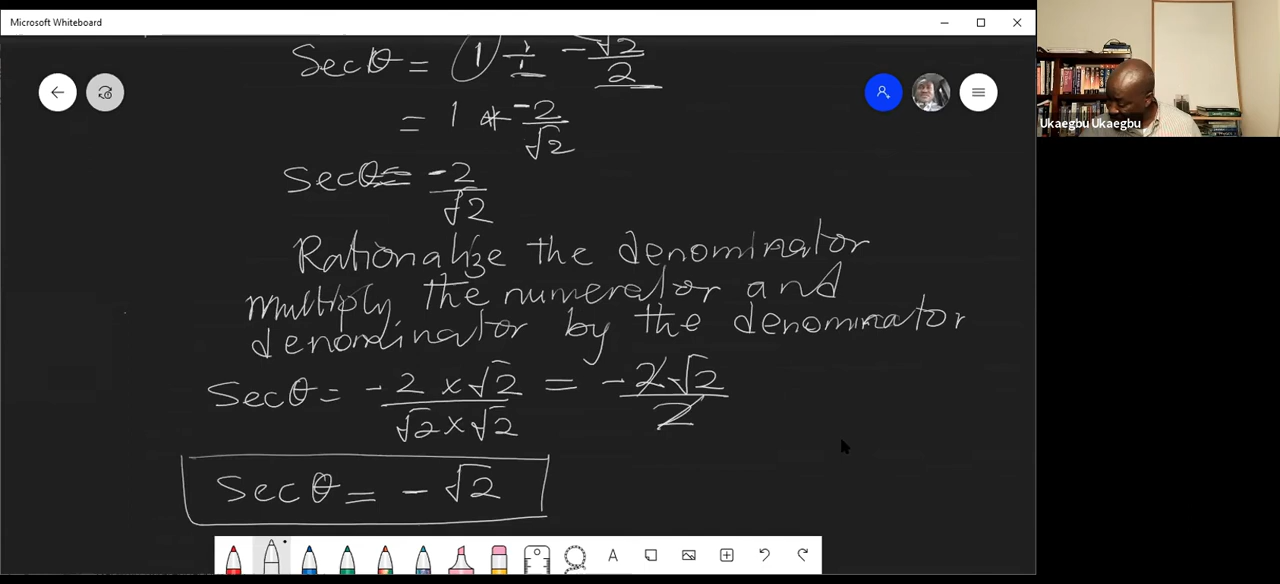 Microsoft Whiteboard
Secθ = 1 ÷ -√2/2
1
= 1 * -2/√2
Secθ = -2/√2
Rationalize the denominator
multiply the numerator and
denominator by the denominator
Secθ = -2 x √2 / √2 x √2 = -2√2/2
Secθ = -√2
A
Ukaegbu Ukaegbu